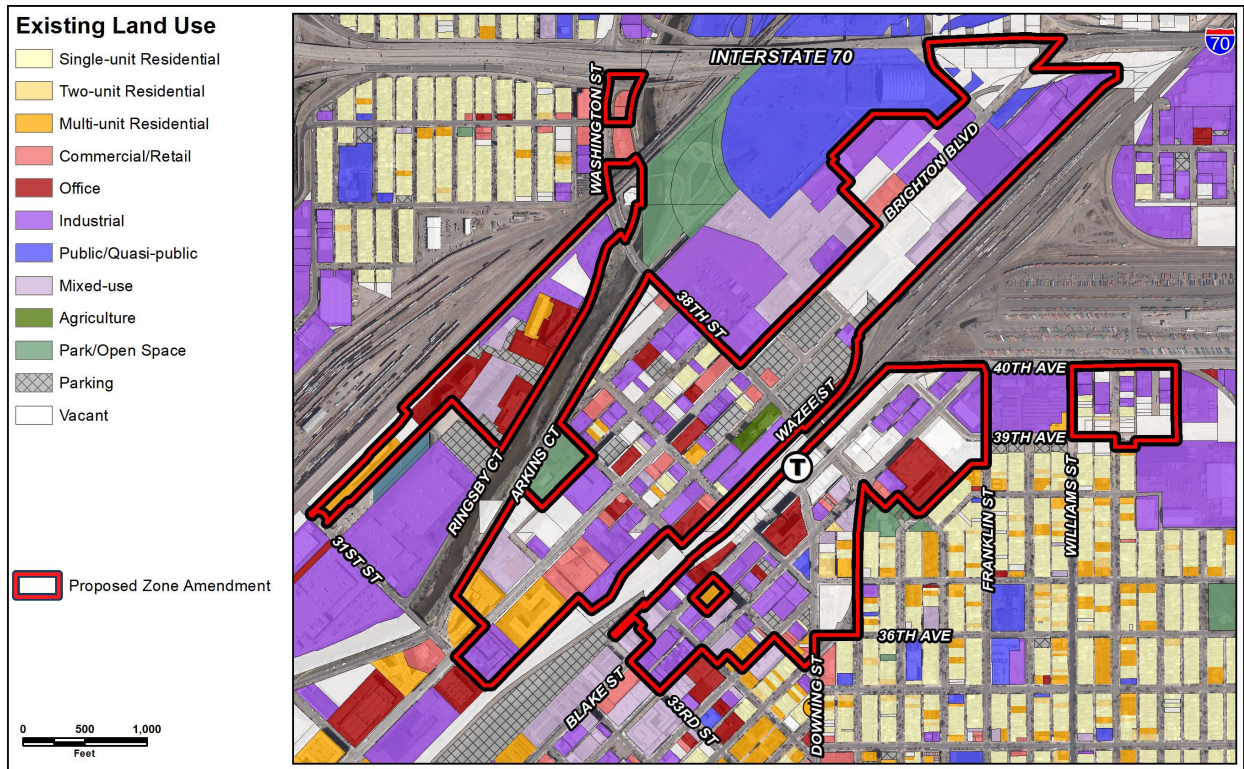 Existing Land Use
Single-unit Residential
Two-unit Residential
Multi-unit Residential
Commercial/Retail
Office
Industrial
Public/Quasi-public
Mixed-use
Agriculture
Park/Open Space
Parking
Vacant
Proposed Zone Amendment
0 500 1,000
Feet
INTERSTATE 70
70
WASHINGTON ST
BRIGHTON BLVD
38TH ST
40TH AVE
WAZEE ST
T
39TH AVE
RINGSBY CT
ARKINS CT
31ST ST
FRANKLIN ST
WILLIAMS ST
36TH AVE
BLAKE ST
33RD ST
DOWNING ST